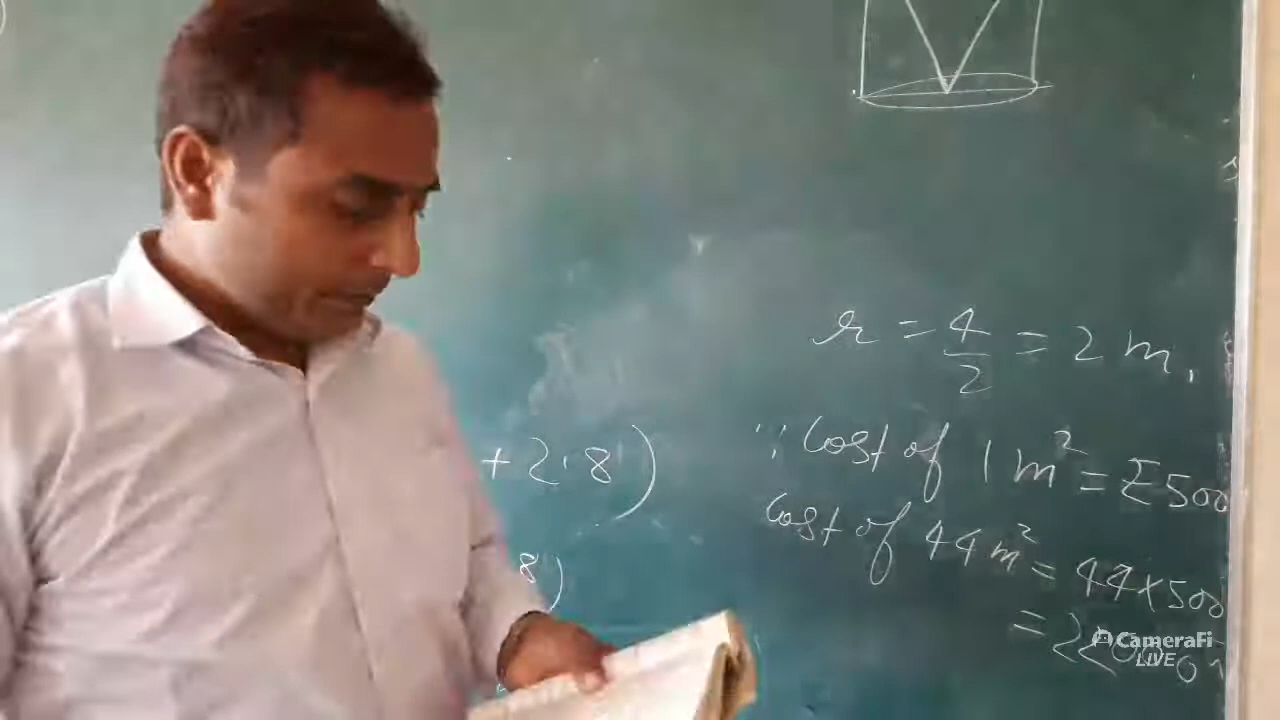 r = 4/2 = 2 m.
+ 2.8)
∵ Cost of 1 m² = ₹500
8)
Cost of 44 m² = 44×500
= 22000
CameraFi
LIVE